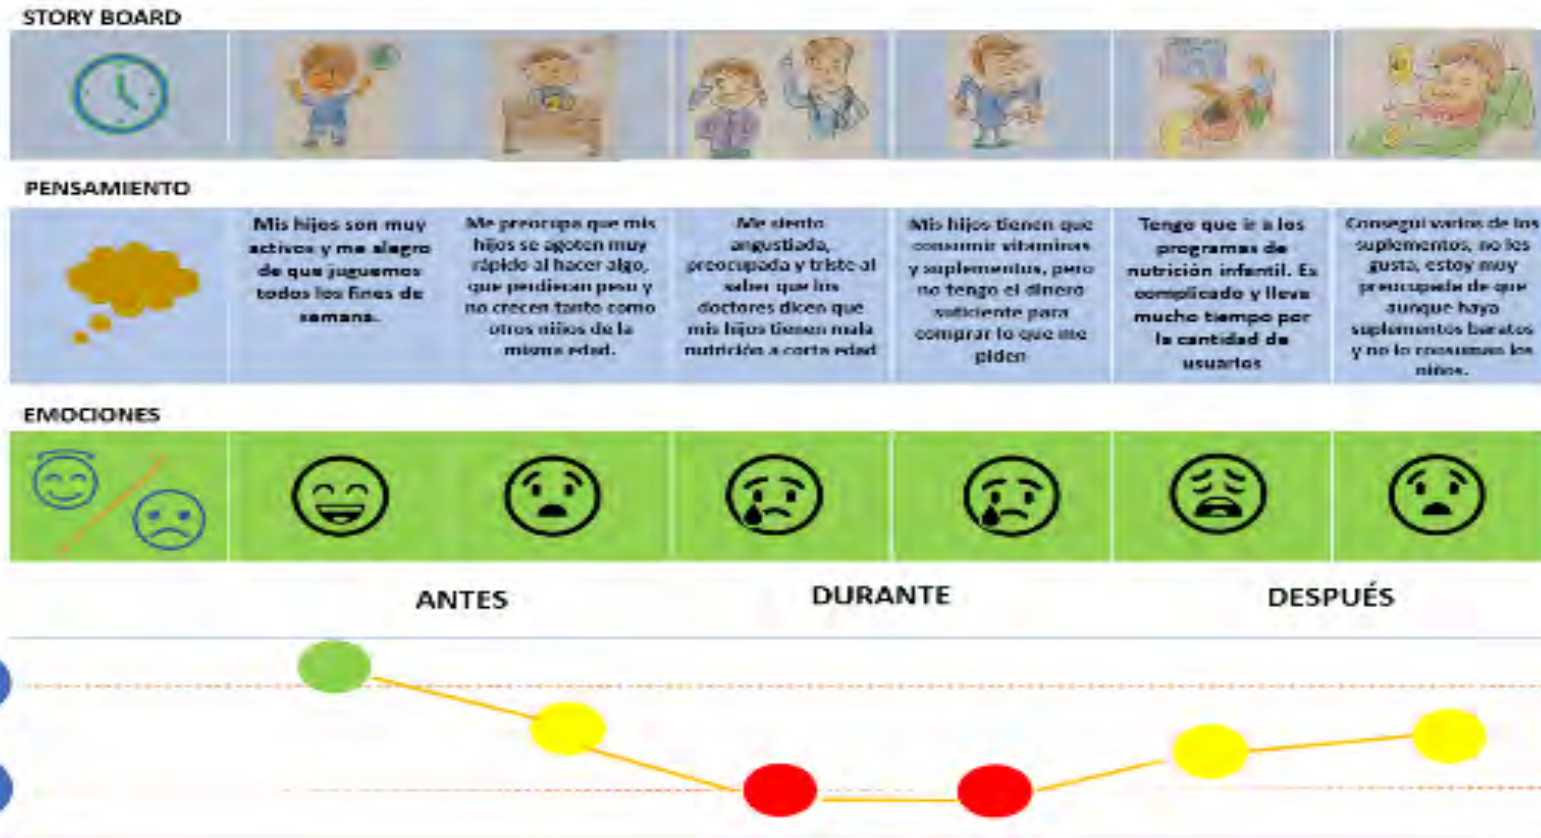 STORY BOARD
PENSAMIENTO
Mis hijos son muy
activos y me alegro
de que juguemos
todos los fines de
semana.
Me preocupa que mis
hijos se agoten muy
rápido al hacer algo,
que perdieran peso y
no crecen tanto como
otros niños de la
misma edad.
Me siento
angustiada,
preocupada y triste al
saber que los
doctores dicen que
mis hijos tienen mala
nutrición a corta edad
Mis hijos tienen que
consumir vitaminas
y suplementos, pero
no tengo el dinero
suficiente para
comprar lo que me
piden
Tengo que ir a los
programas de
nutrición infantil. Es
complicado y lleva
mucho tiempo por
la cantidad de
usuarios
Conseguí varios de los
suplementos, no les
gusta, estoy muy
preocupada de que
aunque haya
suplementos baratos
y no lo consuman los
niños.
EMOCIONES
ANTES
DURANTE
DESPUÉS